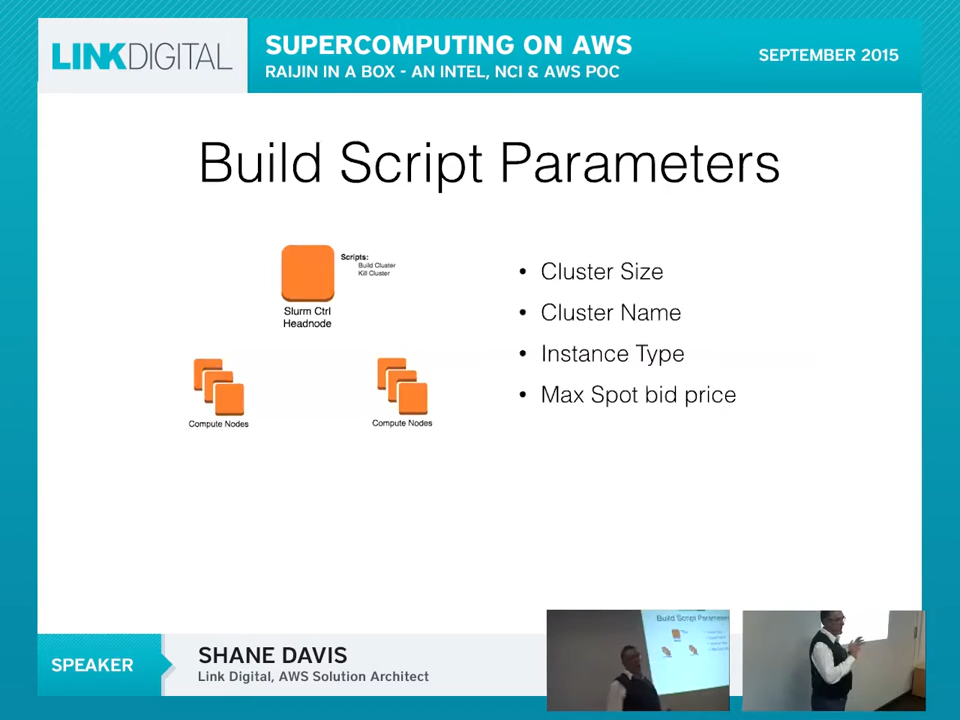 LINKDIGITAL
SUPERCOMPUTING ON AWS
RAIJIN IN A BOX - AN INTEL, NCI & AWS POC
SEPTEMBER 2015
Build Script Parameters
Scripts:
Build Cluster
Kill Cluster
Slurm Ctrl
Headnode
Compute Nodes
Compute Nodes
• Cluster Size
• Cluster Name
• Instance Type
• Max Spot bid price
SPEAKER
SHANE DAVIS
Link Digital, AWS Solution Architect
Build Script Parameters